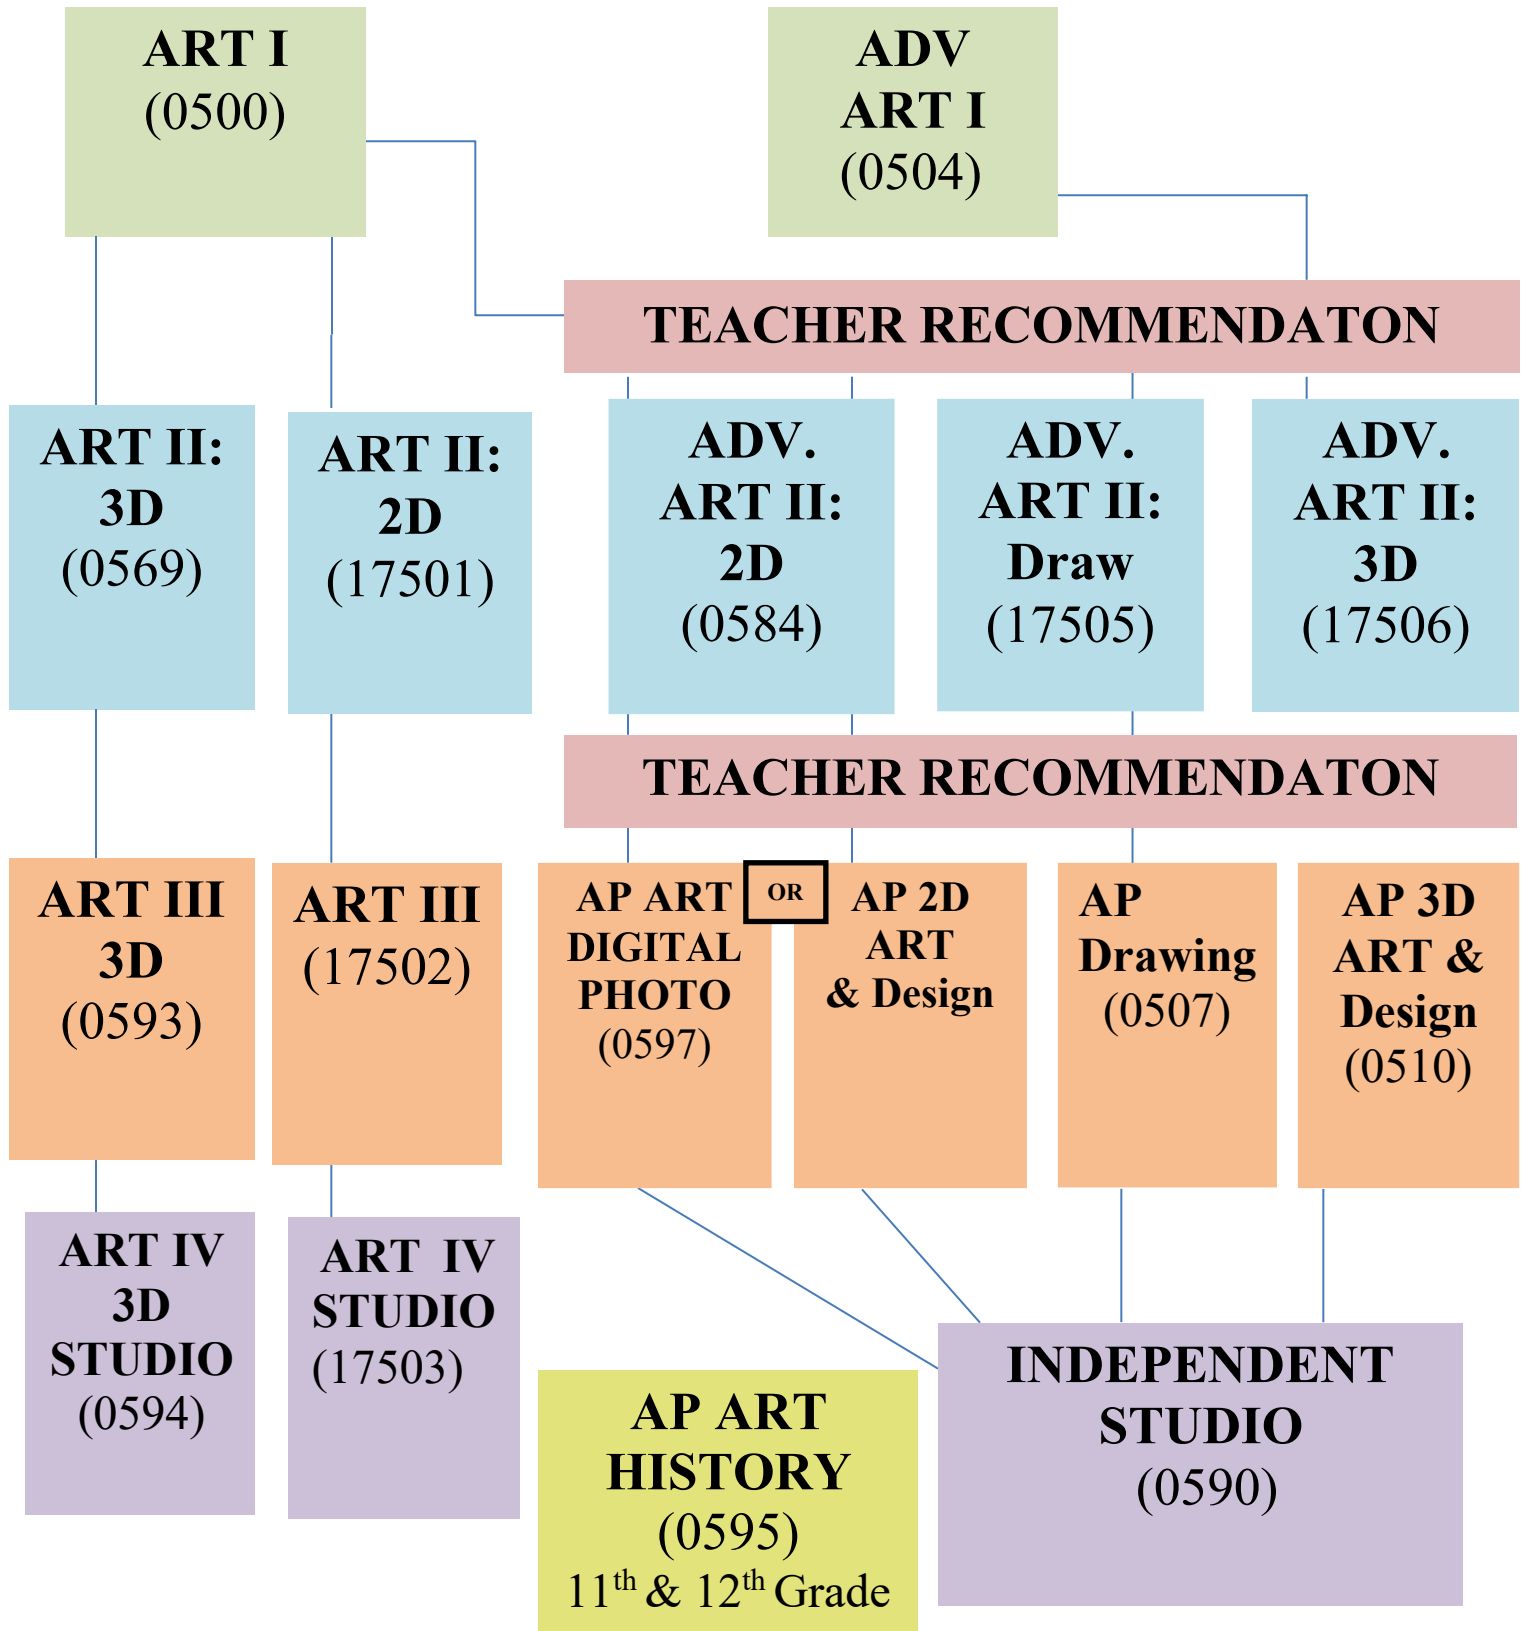 ART I
(0500)
ADV
ART I
(0504)
TEACHER RECOMMENDATON
ART II:
3D
(0569)
ART II:
2D
(17501)
ADV.
ART II:
2D
(0584)
ADV.
ART II:
Draw
(17505)
ADV.
ART II:
3D
(17506)
TEACHER RECOMMENDATON
ART III
3D
(0593)
ART III
(17502)
AP ART
DIGITAL
PHOTO
(0597)
OR
AP 2D
ART
& Design
AP
Drawing
(0507)
AP 3D
ART &
Design
(0510)
ART IV
3D
STUDIO
(0594)
ART IV
STUDIO
(17503)
AP ART
HISTORY
(0595)
11th & 12th Grade
INDEPENDENT
STUDIO
(0590)